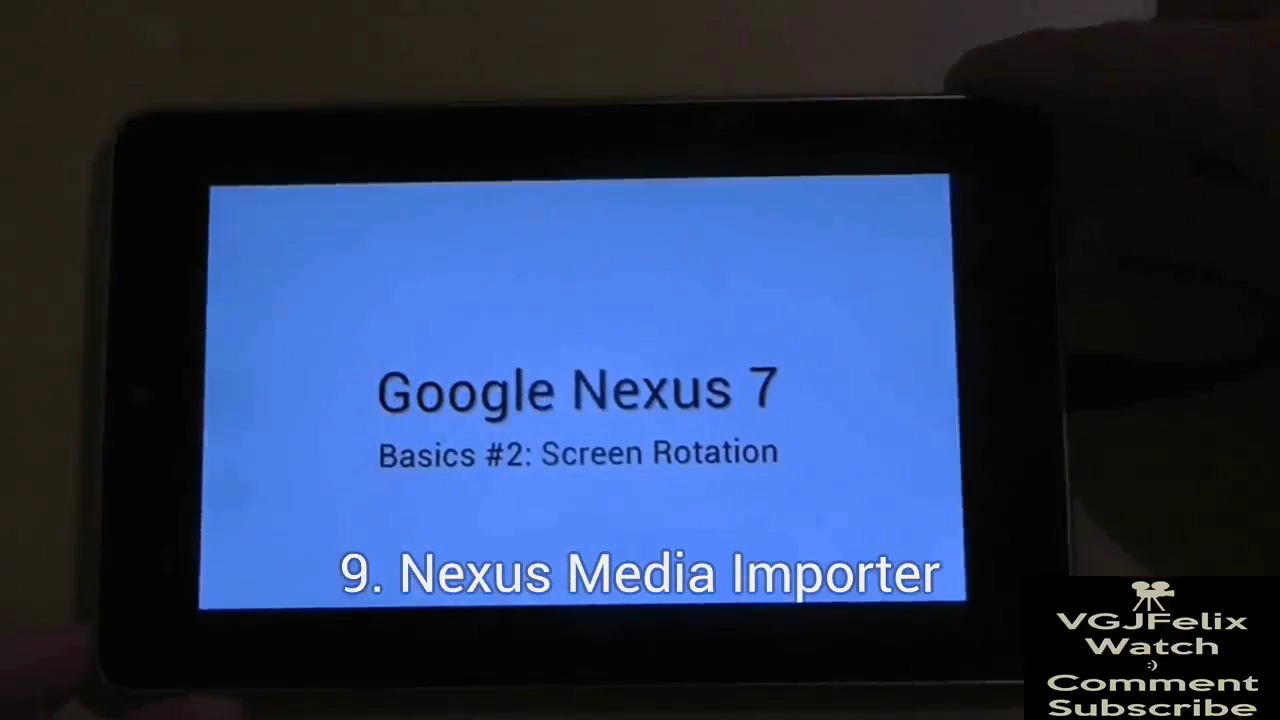 Google Nexus 7
Basics #2: Screen Rotation
9. Nexus Media Importer
VGJFelix
Watch
:)
Comment
Subscribe